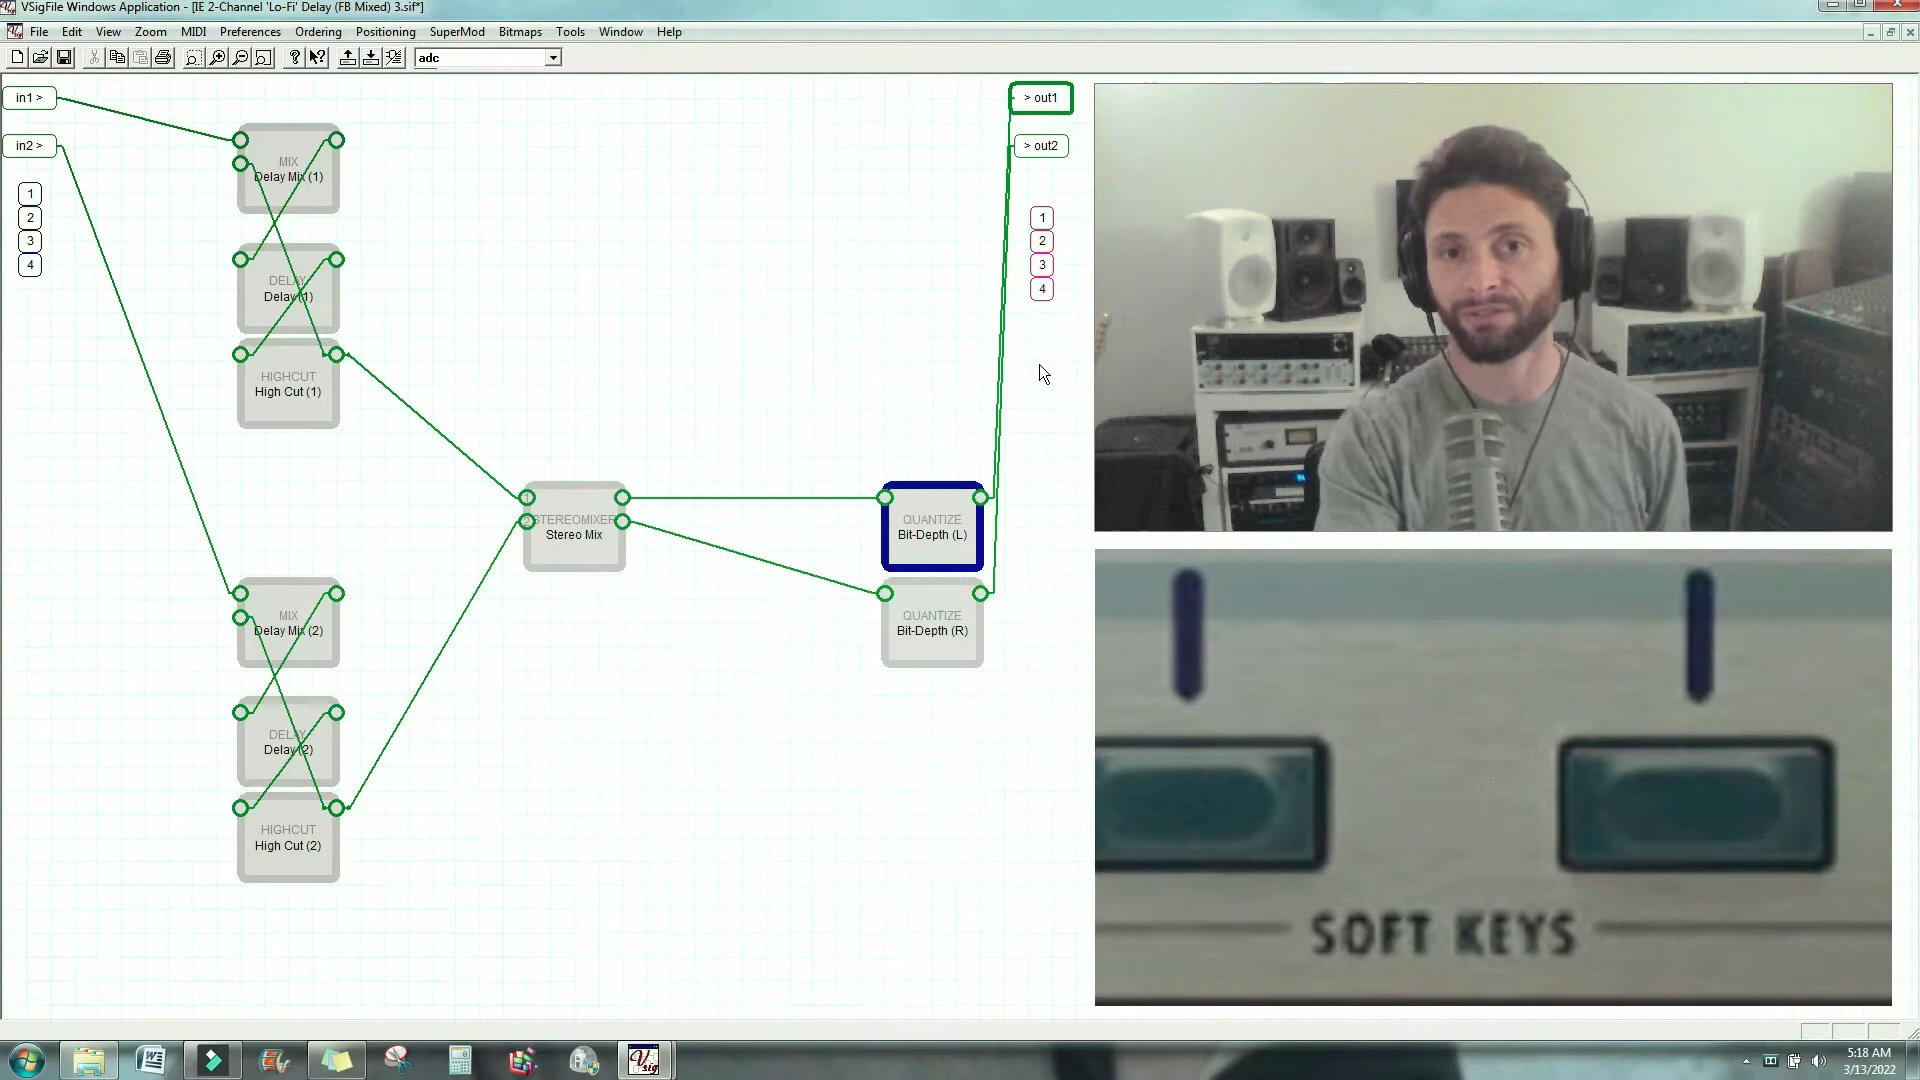 VSigFile Windows Application - [IE 2-Channel 'Lo-Fi' Delay (FB Mixed) 3.sif*]
File Edit View Zoom MIDI Preferences Ordering Positioning SuperMod Bitmaps Tools Window Help
adc
in1 >
in2 >
1
2
3
4
MIX
Delay Mix (1)
DELAY
Delay (1)
HIGHCUT
High Cut (1)
MIX
Delay Mix (2)
DELAY
Delay (2)
HIGHCUT
High Cut (2)
1
2
STEREOMIXER
Stereo Mix
QUANTIZE
Bit-Depth (L)
QUANTIZE
Bit-Depth (R)
> out1
> out2
1
2
3
4
SOFT KEYS
5:18 AM
3/13/2022